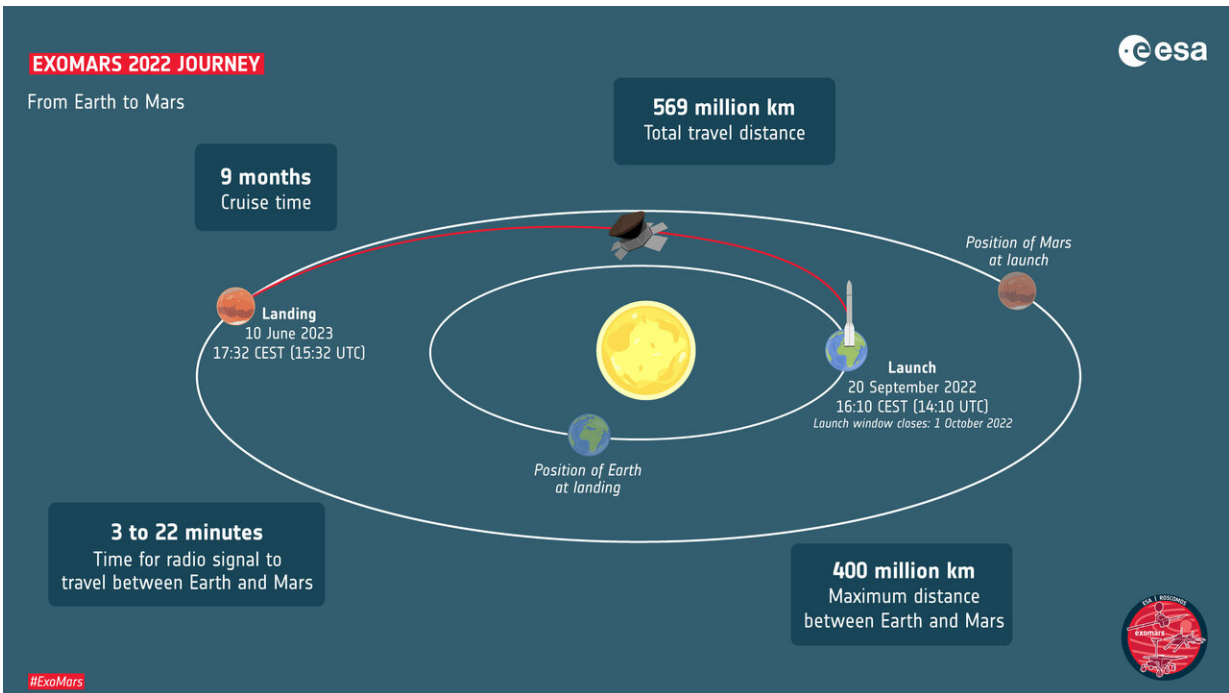 EXOMARS 2022 JOURNEY
From Earth to Mars
esa
569 million km
Total travel distance
9 months
Cruise time
Position of Mars
at launch
Landing
10 June 2023
17:32 CEST (15:32 UTC)
Launch
20 September 2022
16:10 CEST (14:10 UTC)
Launch window closes: 1 October 2022
Position of Earth
at landing
3 to 22 minutes
Time for radio signal to
travel between Earth and Mars
400 million km
Maximum distance
between Earth and Mars
ESA | ROSCOSMOS
exomars
#ExoMars